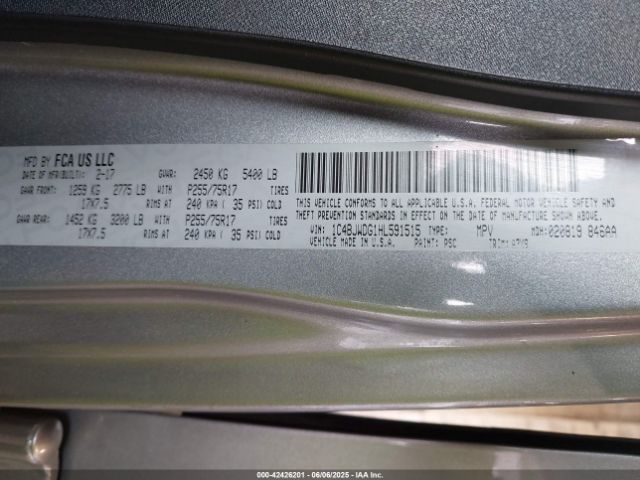 MFD BY FCA US LLC
DATE OF MFR/BUILT: 2-17 GVWR: 2450 KG 5400 LB
GAWR FRONT: 1259 KG 2775 LB WITH P255/75R17 TIRES
17X7.5 RIMS AT 240 KPA ( 35 PSI) COLD
GAWR REAR: 1452 KG 3200 LB WITH P255/75R17 TIRES
17X7.5 RIMS AT 240 KPA ( 35 PSI) COLD
THIS VEHICLE CONFORMS TO ALL APPLICABLE U.S.A. FEDERAL MOTOR VEHICLE SAFETY AND
THEFT PREVENTION STANDARDS IN EFFECT ON THE DATE OF MANUFACTURE SHOWN ABOVE.
VIN: 1C4BJWDG1HL591515 TYPE: MPV MDH: 020819 846AA
VEHICLE MADE IN U.S.A. PAINT: PSC TRIM:
000-42426201 - 06/06/2025 - IAA